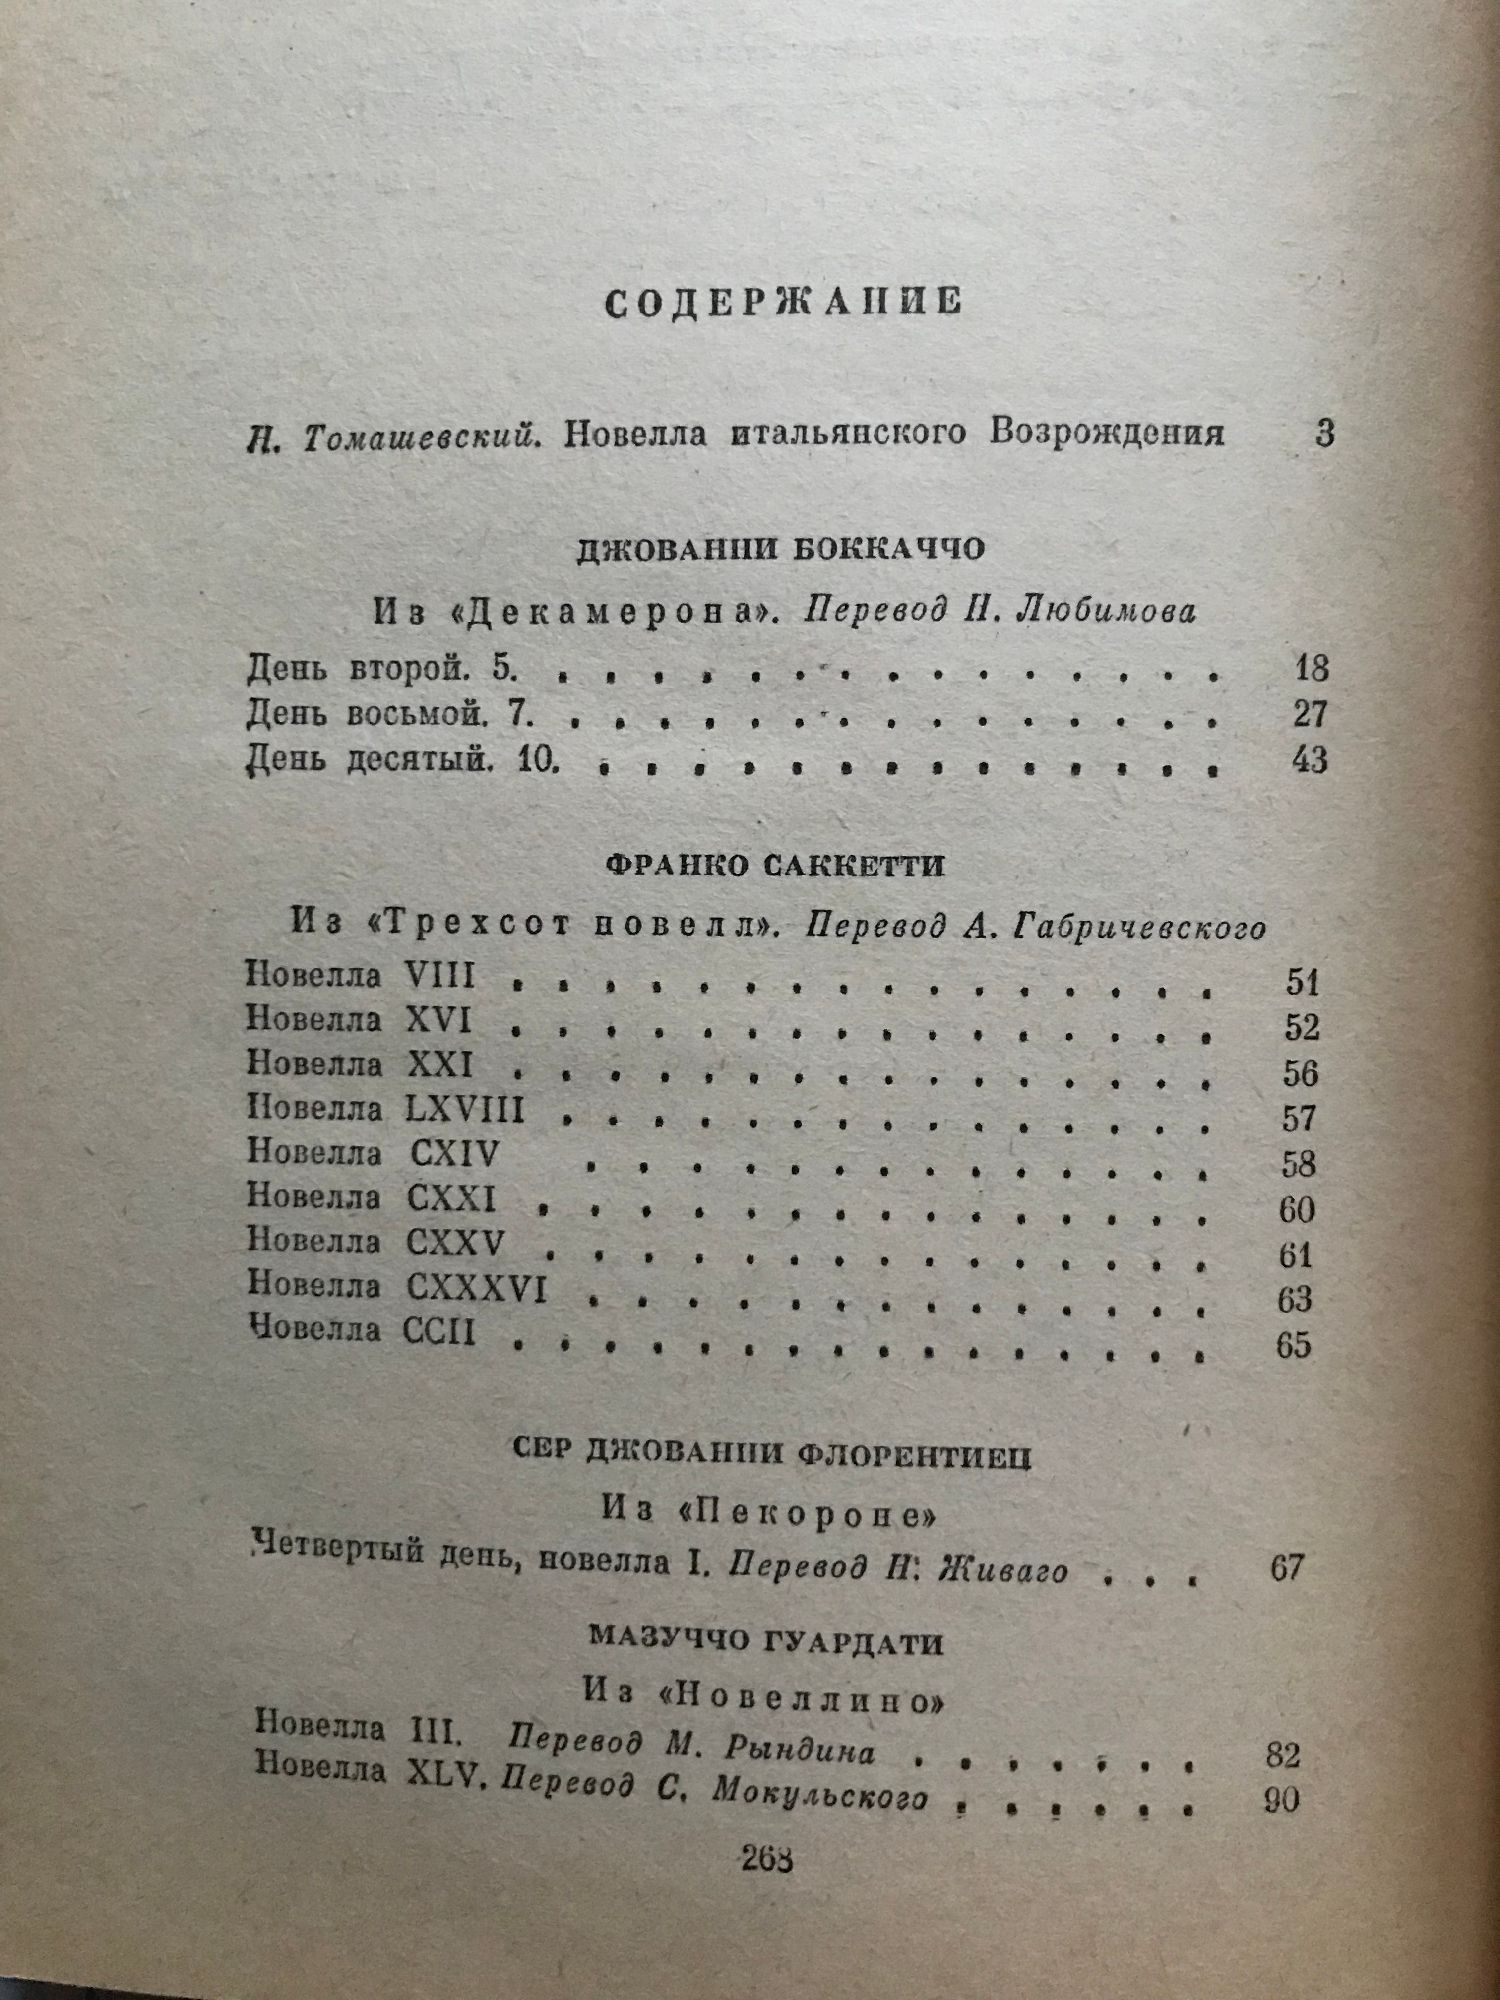 СОДЕРЖАНИЕ
Н. Томашевский. Новелла итальянского Возрождения 3
ДЖОВАННИ БОККАЧЧО
Из «Декамерона». Перевод Н. Любимова
День второй. 5. . . . . . . . . . . . . . . . 18
День восьмой. 7. . . . . . . . . . . . . . . . 27
День десятый. 10. . . . . . . . . . . . . . . 43
ФРАНКО САККЕТТИ
Из «Трехсот новелл». Перевод А. Габричевского
Новелла VIII . . . . . . . . . . . . . . . . 51
Новелла XVI . . . . . . . . . . . . . . . . 52
Новелла XXI . . . . . . . . . . . . . . . . 56
Новелла LXVIII . . . . . . . . . . . . . . . 57
Новелла CXIV . . . . . . . . . . . . . . 58
Новелла CXXI . . . . . . . . . . . . . . . 60
Новелла CXXV . . . . . . . . . . . . . . . 61
Новелла CXXXVI . . . . . . . . . . . . . . 63
Новелла CCII . . . . . . . . . . . . . . . . 65
СЕР ДЖОВАННИ ФЛОРЕНТИЕЦ
Из «Пекороне»
Четвертый день, новелла I. Перевод Н. Живаго . . . 67
МАЗУЧЧО ГУАРДАТИ
Из «Новеллино»
Новелла III. Перевод М. Рындина . . . . . . . 82
Новелла XLV. Перевод С. Мокульского . . . . . . 90
268